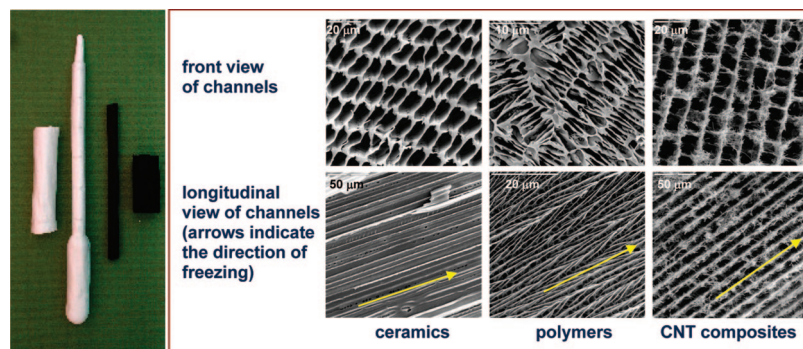 20 μm
10 μm
20 μm
front view
of channels
50 μm
20 μm
50 μm
longitudinal
view of channels
(arrows indicate
the direction of
freezing)
ceramics
polymers
CNT composites